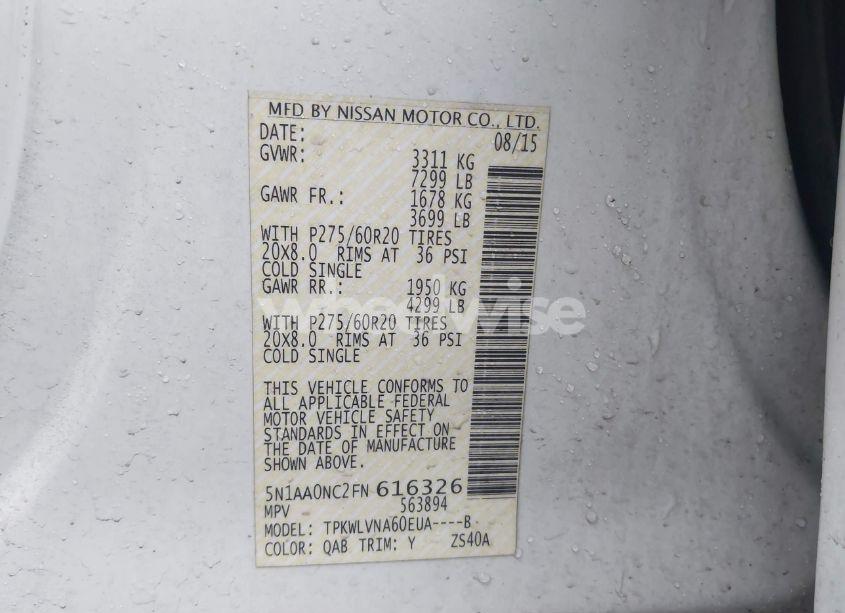 MFD BY NISSAN MOTOR CO., LTD.
DATE: 08/15
GVWR: 3311 KG
7299 LB
GAWR FR.: 1678 KG
3699 LB
WITH P275/60R20 TIRES
20X8.0 RIMS AT 36 PSI
COLD SINGLE
GAWR RR.: 1950 KG
4299 LB
wheelwise
WITH P275/60R20 TIRES
20X8.0 RIMS AT 36 PSI
COLD SINGLE
THIS VEHICLE CONFORMS TO
ALL APPLICABLE FEDERAL
MOTOR VEHICLE SAFETY
STANDARDS IN EFFECT ON
THE DATE OF MANUFACTURE
SHOWN ABOVE.
5N1AA0NC2FN616326
MPV 563894
MODEL: TPKWLVNA60EUA----B
COLOR: QAB TRIM: Y ZS40A